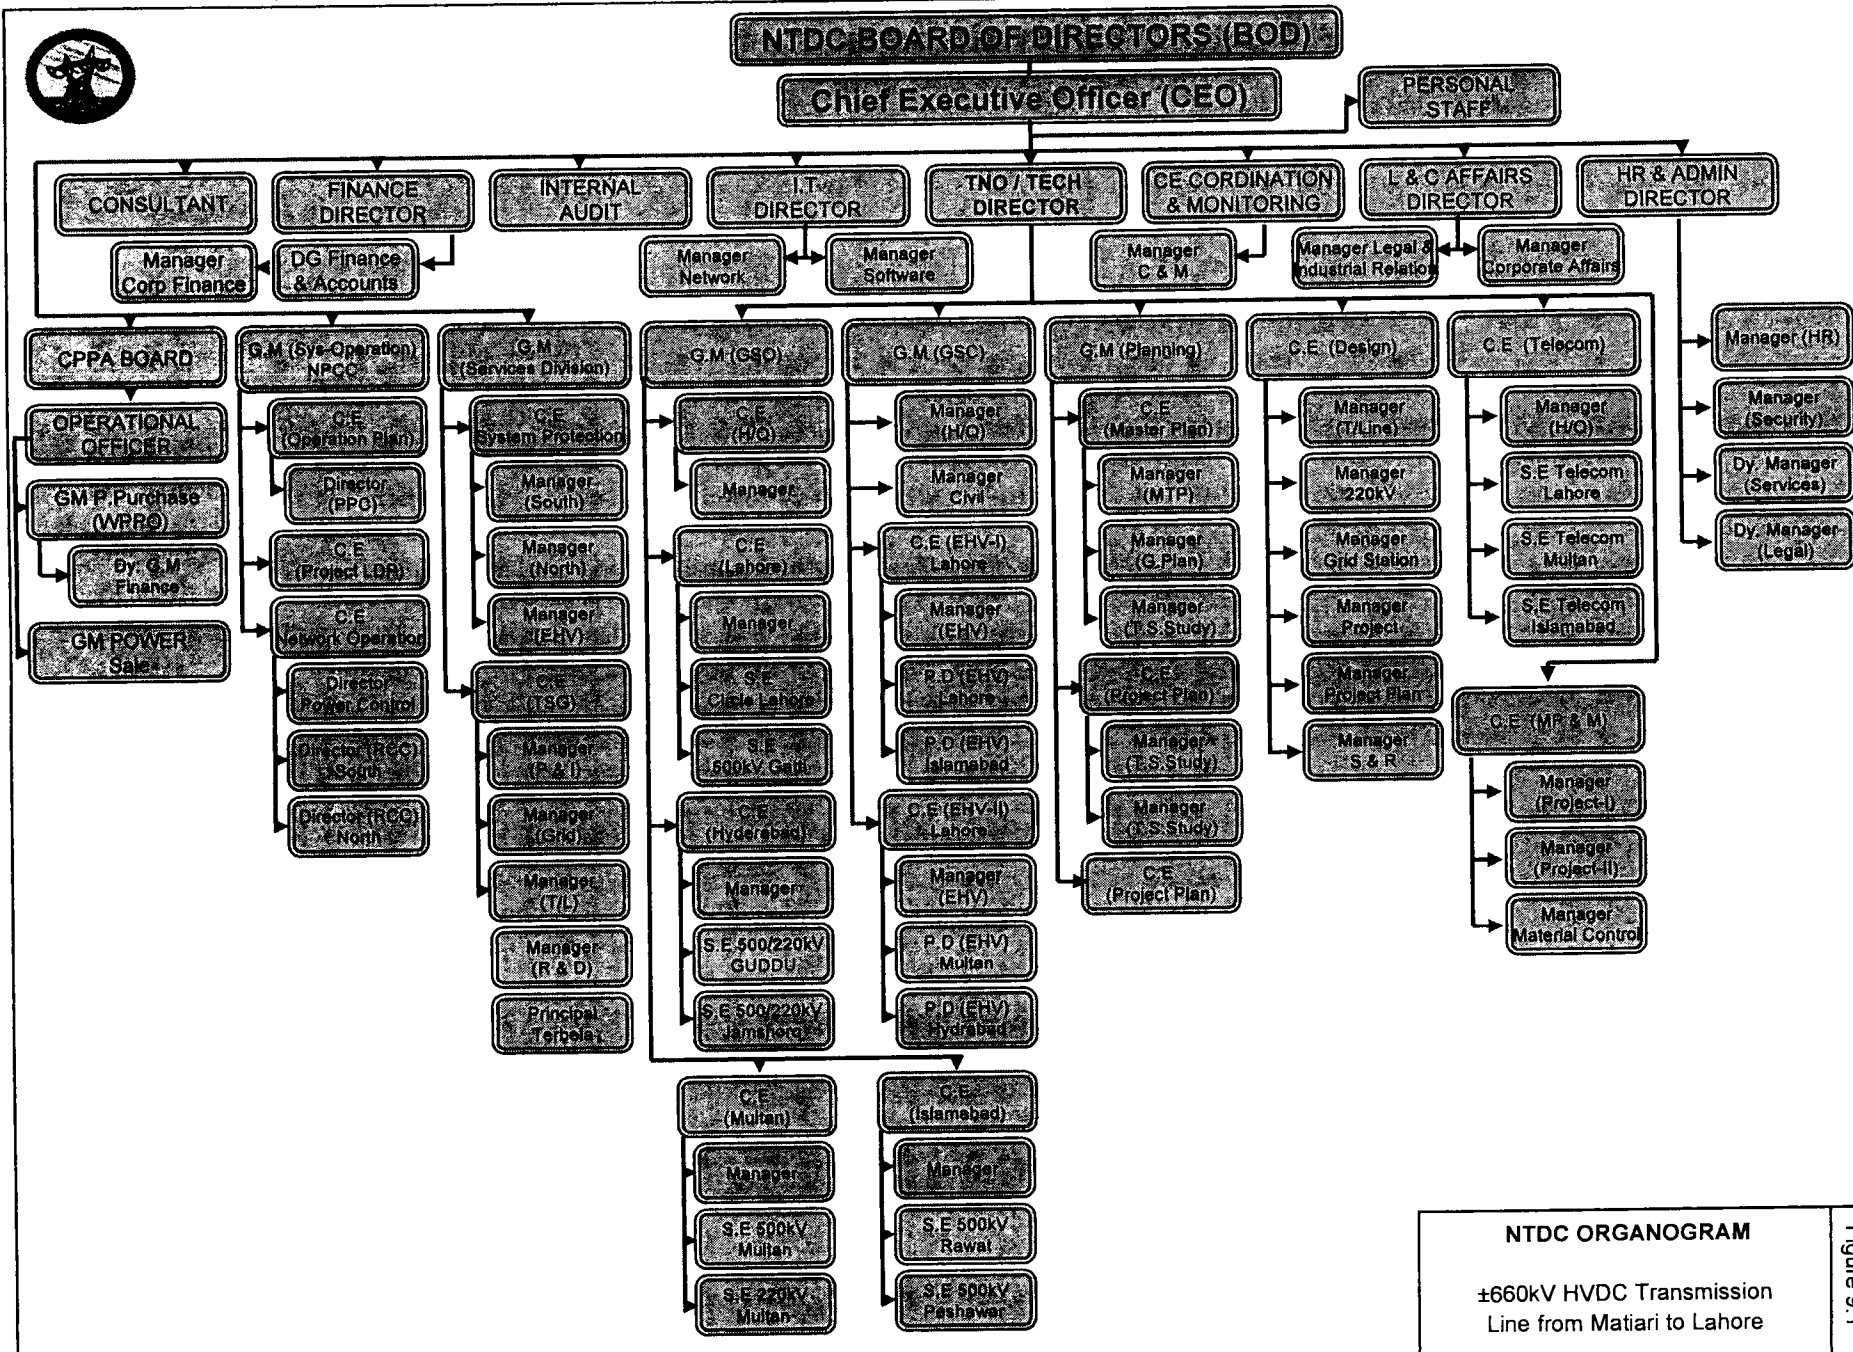 NTDC BOARD OF DIRECTORS (BOD)
Chief Executive Officer (CEO)
PERSONAL
STAFF
CONSULTANT
FINANCE
DIRECTOR
INTERNAL
AUDIT
I.T
DIRECTOR
TNO / TECH
DIRECTOR
CE CORDINATION
& MONITORING
L & C AFFAIRS
DIRECTOR
HR & ADMIN
DIRECTOR
Manager
Corp Finance
DG Finance
& Accounts
Manager
Network
Manager
Software
Manager
C & M
Manager Legal &
Industrial Relation
Manager
Corporate Affairs
CPPA BOARD
OPERATIONAL
OFFICER
GM P. Purchase
(WPPO)
Dy. G.M
Finance
GM POWER
Sale
G.M (Sys-Operation)
NPCC
C.E
(Operation Plan)
Director
(PPC)
C.E
(Project LDR)
C.E
Network Operation
Director
Power Control
Director (RCC)
South
Director (RCC)
North
G.M
(Services Division)
C.E
System Protection
Manager
(South)
Manager
(North)
Manager
(EHV)
C.E
(TSG)
Manager
(P & I)
Manager
(Grid)
Manager
(T/L)
Manager
(R & D)
Principal
Terbela
G.M (GSO)
C.E
(H/Q)
Manager
C.E
(Lahore)
Manager
S.E
Circle Lahore
S.E
500kV Gatti
C.E
(Hyderabad)
Manager
S.E 500/220kV
GUDDU
S.E 500/220kV
Jamshoro
C.E
(Multan)
Manager
S.E 500kV
Multan
S.E 220kV
Multan
C.E
(Islamabad)
Manager
S.E 500kV
Rawat
S.E 500kV
Peshawar
G.M (GSC)
Manager
(H/Q)
Manager
Civil
C.E (EHV-I)
Lahore
Manager
(EHV)
P.D (EHV)
Lahore
P.D (EHV)
Islamabad
C.E (EHV-II)
Lahore
Manager
(EHV)
P.D (EHV)
Multan
P.D (EHV)
Hydrabad
G.M (Planning)
C.E
(Master Plan)
Manager
(MTP)
Manager
(G.Plan)
Manager
(T.S.Study)
C.E
(Project Plan)
Manager
(T.S.Study)
Manager
(T.S.Study)
C.E
(Project Plan)
C.E (Design)
Manager
(T/Line)
Manager
220kV
Manager
Grid Station
Manager
Project
Manager
Project Plan
Manager
S & R
C.E (Telecom)
Manager
(H/Q)
S.E Telecom
Lahore
S.E Telecom
Multan
S.E Telecom
Islamabad
C.E (MP & M)
Manager
(Project-I)
Manager
(Project-II)
Manager
Material Control
Manager (HR)
Manager
(Security)
Dy. Manager
(Services)
Dy. Manager
(Legal)
NTDC ORGANOGRAM
±660kV HVDC Transmission
Line from Matiari to Lahore